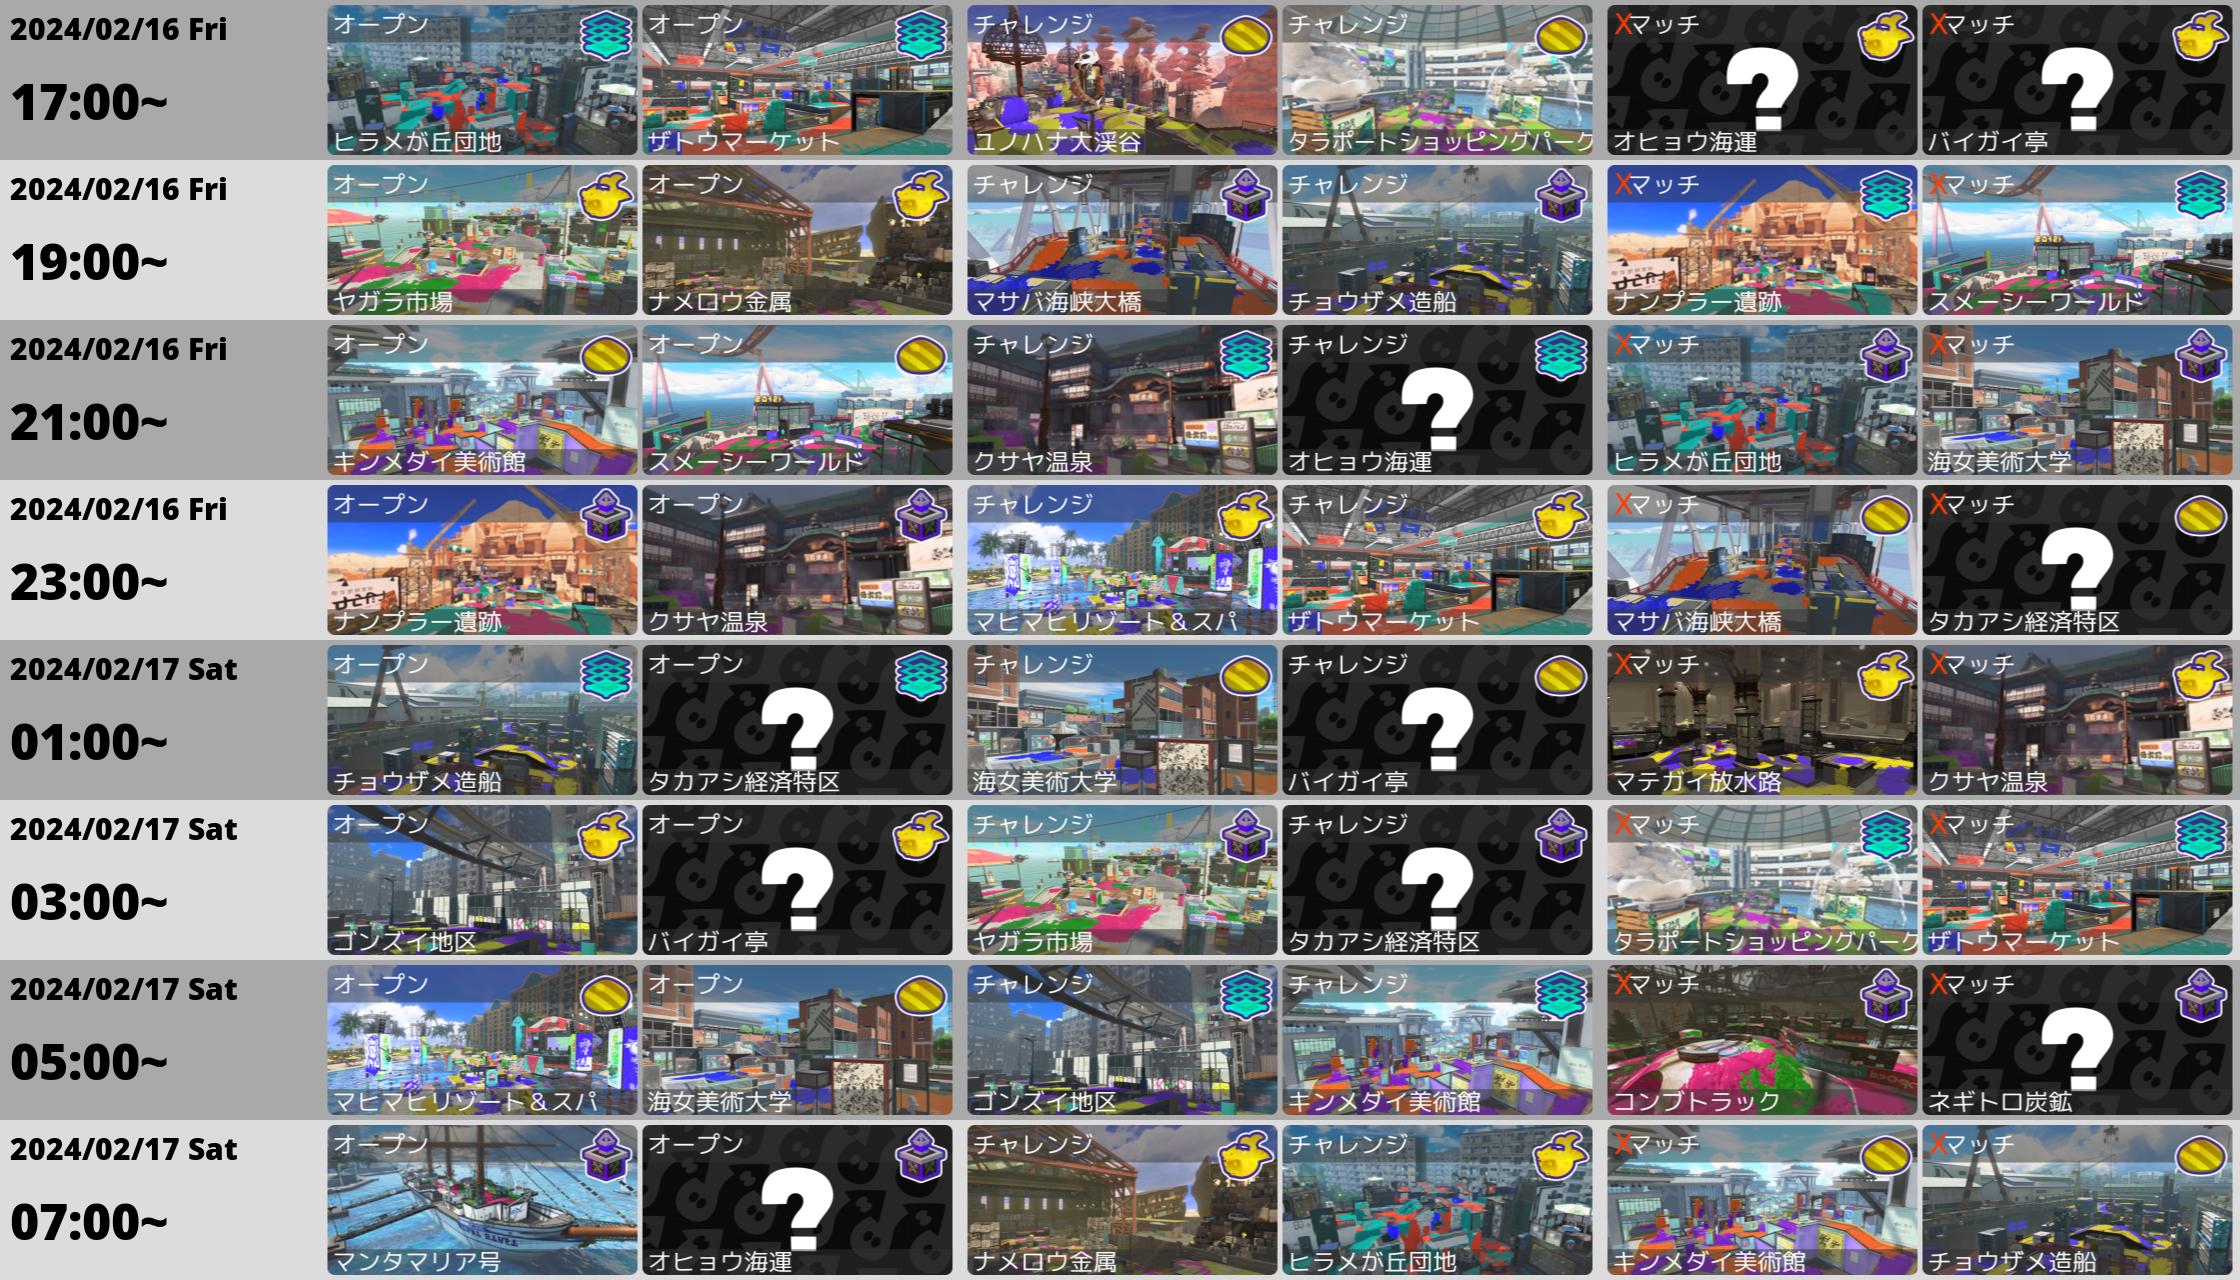 2024/02/16 Fri
17:00~
オープン
ヒラメが丘団地
オープン
ザトウマーケット
チャレンジ
ユノハナ大渓谷
チャレンジ
タラポートショッピングパーク
Xマッチ
オヒョウ海運
Xマッチ
バイガイ亭
2024/02/16 Fri
19:00~
オープン
ヤガラ市場
オープン
ナメロウ金属
チャレンジ
マサバ海峡大橋
チャレンジ
チョウザメ造船
Xマッチ
ナンプラー遺跡
Xマッチ
スメーシーワールド
2024/02/16 Fri
21:00~
オープン
キンメダイ美術館
オープン
スメーシーワールド
チャレンジ
クサヤ温泉
チャレンジ
オヒョウ海運
Xマッチ
ヒラメが丘団地
Xマッチ
海女美術大学
2024/02/16 Fri
23:00~
オープン
ナンプラー遺跡
オープン
クサヤ温泉
チャレンジ
マヒマヒリゾート＆スパ
チャレンジ
ザトウマーケット
Xマッチ
マサバ海峡大橋
Xマッチ
タカアシ経済特区
2024/02/17 Sat
01:00~
オープン
チョウザメ造船
オープン
タカアシ経済特区
チャレンジ
海女美術大学
チャレンジ
バイガイ亭
Xマッチ
マテガイ放水路
Xマッチ
クサヤ温泉
2024/02/17 Sat
03:00~
オープン
ゴンズイ地区
オープン
バイガイ亭
チャレンジ
ヤガラ市場
チャレンジ
タカアシ経済特区
Xマッチ
タラポートショッピングパーク
Xマッチ
ザトウマーケット
2024/02/17 Sat
05:00~
オープン
マヒマヒリゾート＆スパ
オープン
海女美術大学
チャレンジ
ゴンズイ地区
チャレンジ
キンメダイ美術館
Xマッチ
コンブトラック
Xマッチ
ネギトロ炭鉱
2024/02/17 Sat
07:00~
オープン
マンタマリア号
オープン
オヒョウ海運
チャレンジ
ナメロウ金属
チャレンジ
ヒラメが丘団地
Xマッチ
キンメダイ美術館
Xマッチ
チョウザメ造船